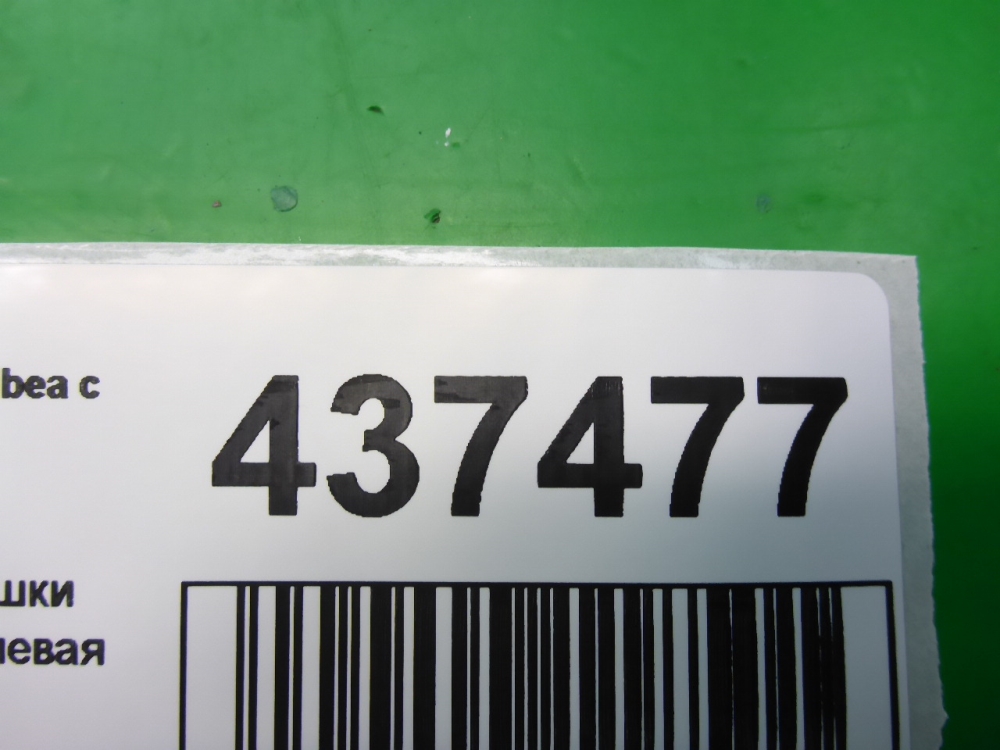 bea с
437477
шки
левая